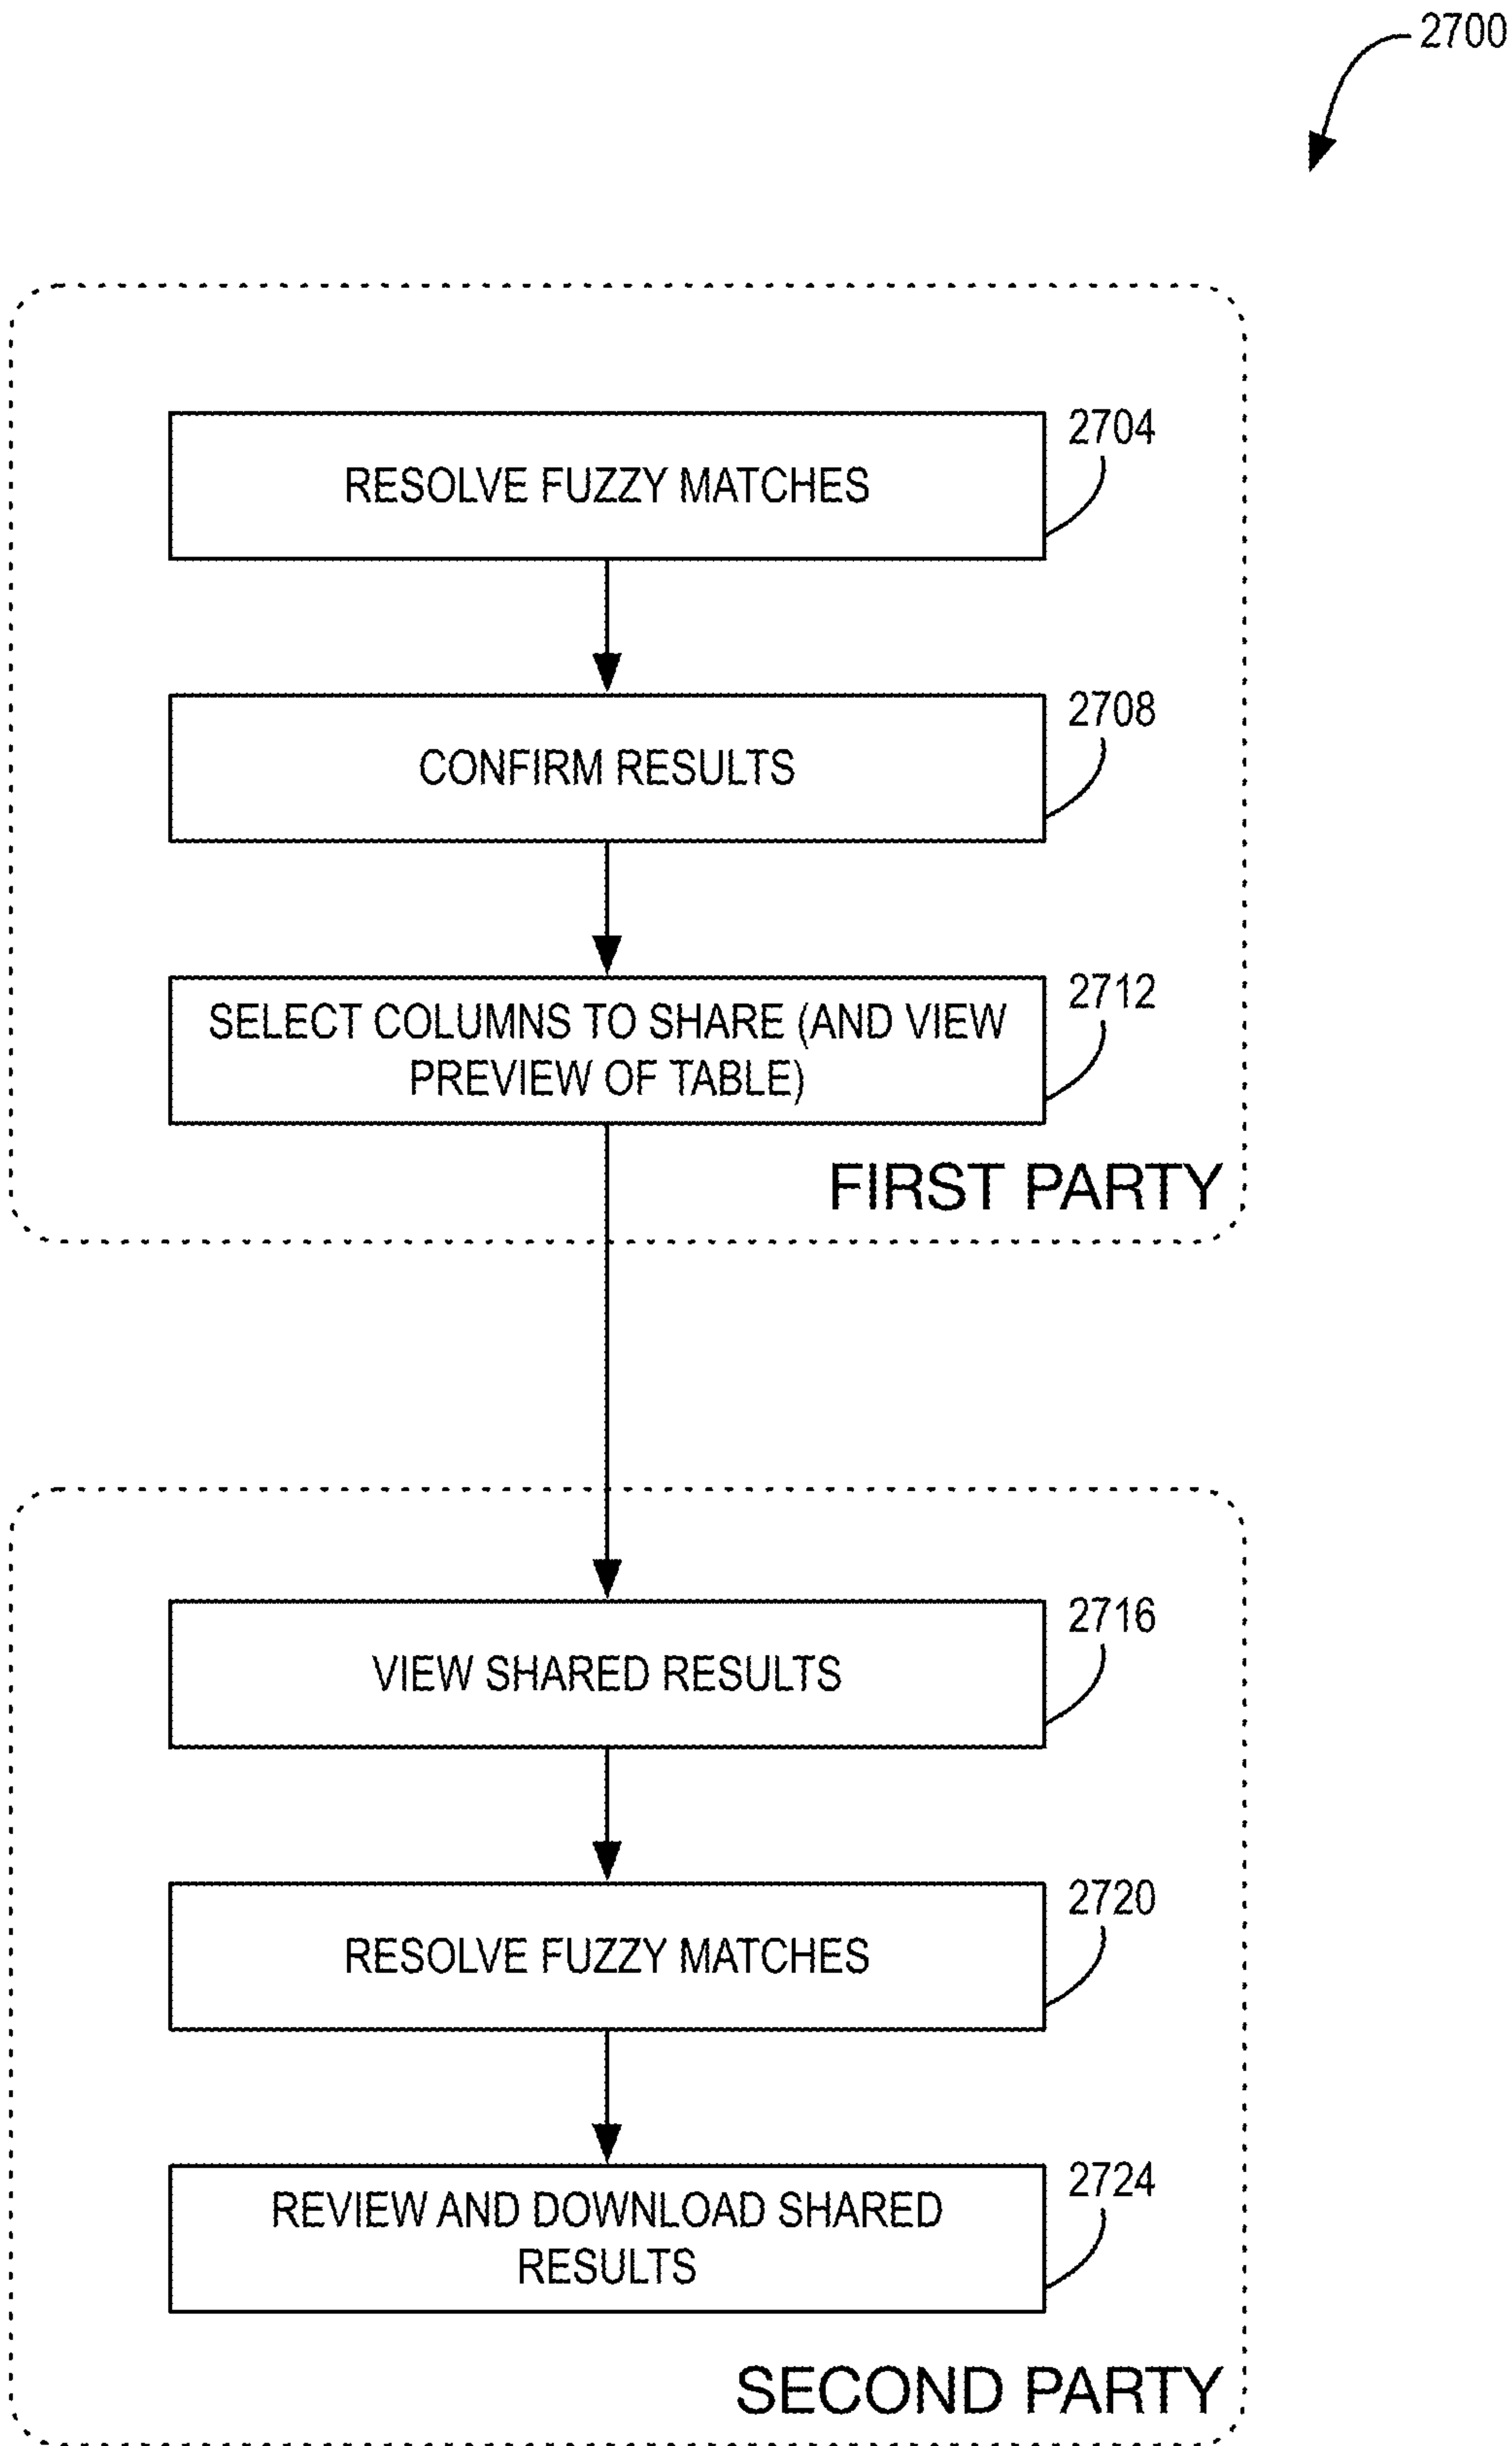 2700
2704
RESOLVE FUZZY MATCHES
2708
CONFIRM RESULTS
2712
SELECT COLUMNS TO SHARE (AND VIEW
PREVIEW OF TABLE)
FIRST PARTY
2716
VIEW SHARED RESULTS
2720
RESOLVE FUZZY MATCHES
2724
REVIEW AND DOWNLOAD SHARED
RESULTS
SECOND PARTY